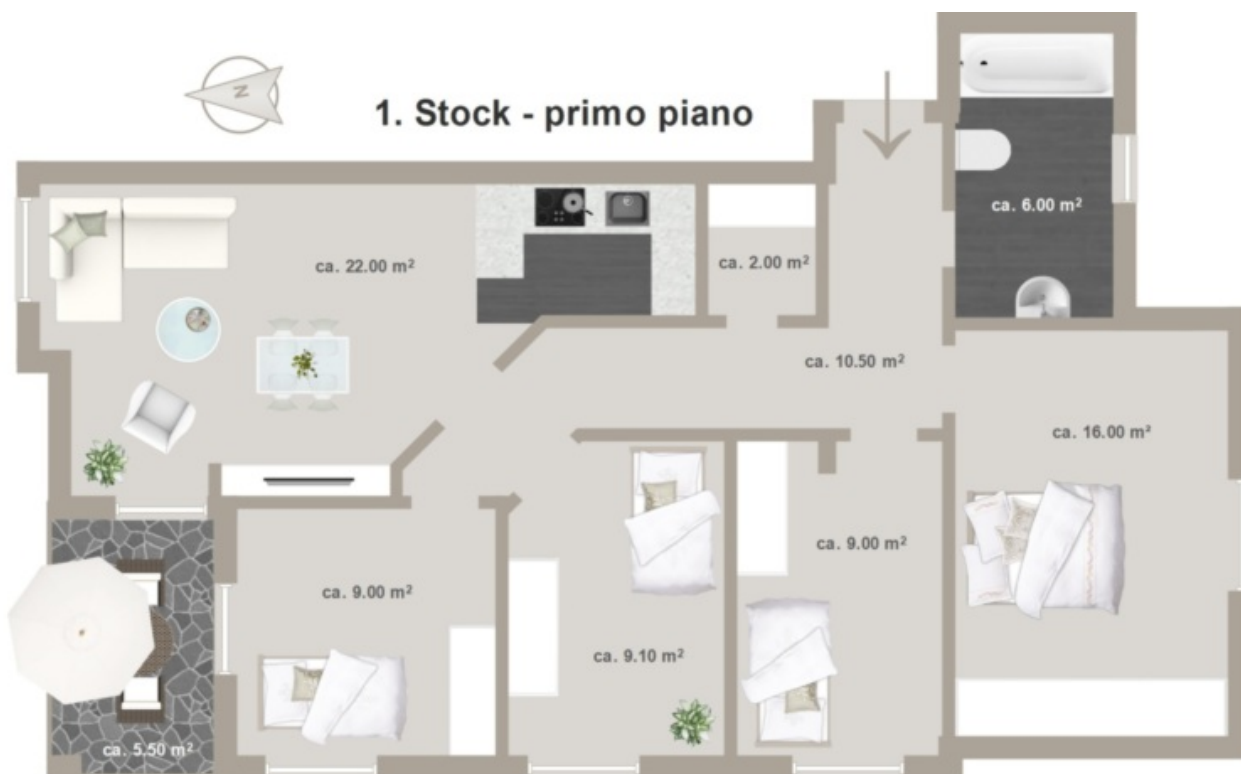 N
1. Stock - primo piano
ca. 6.00 m²
ca. 22.00 m²
ca. 2.00 m²
ca. 10.50 m²
ca. 16.00 m²
ca. 9.00 m²
ca. 9.00 m²
ca. 9.10 m²
ca. 5.50 m²